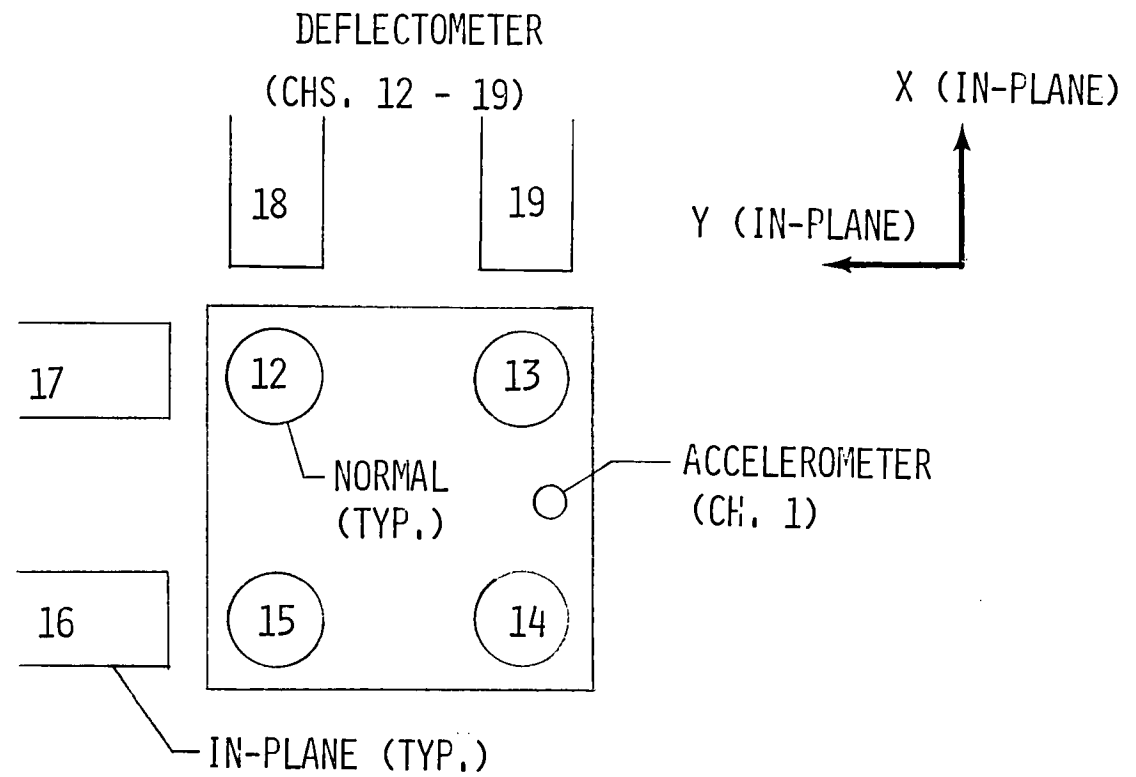 DEFLECTOMETER
(CHS. 12 - 19)
X (IN-PLANE)
18
19
Y (IN-PLANE)
17
12
13
NORMAL
(TYP.)
ACCELEROMETER
(CH. 1)
16
15
14
IN-PLANE (TYP.)